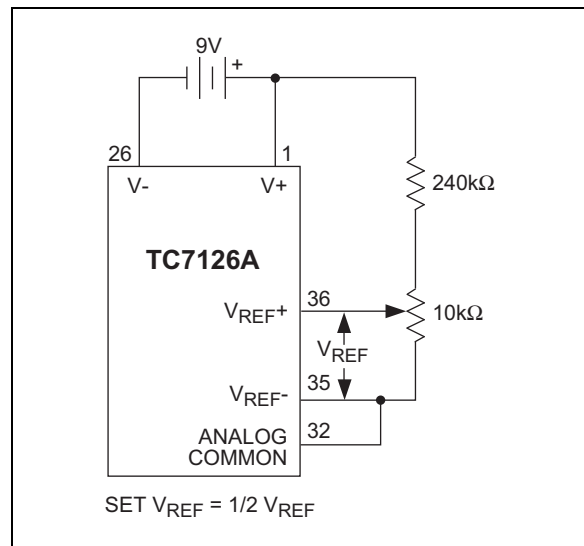 9V
+
26
1
V-
V+
240kΩ
TC7126A
36
VREF+
10kΩ
VREF
35
VREF-
ANALOG
32
COMMON
SET VREF = 1/2 VREF